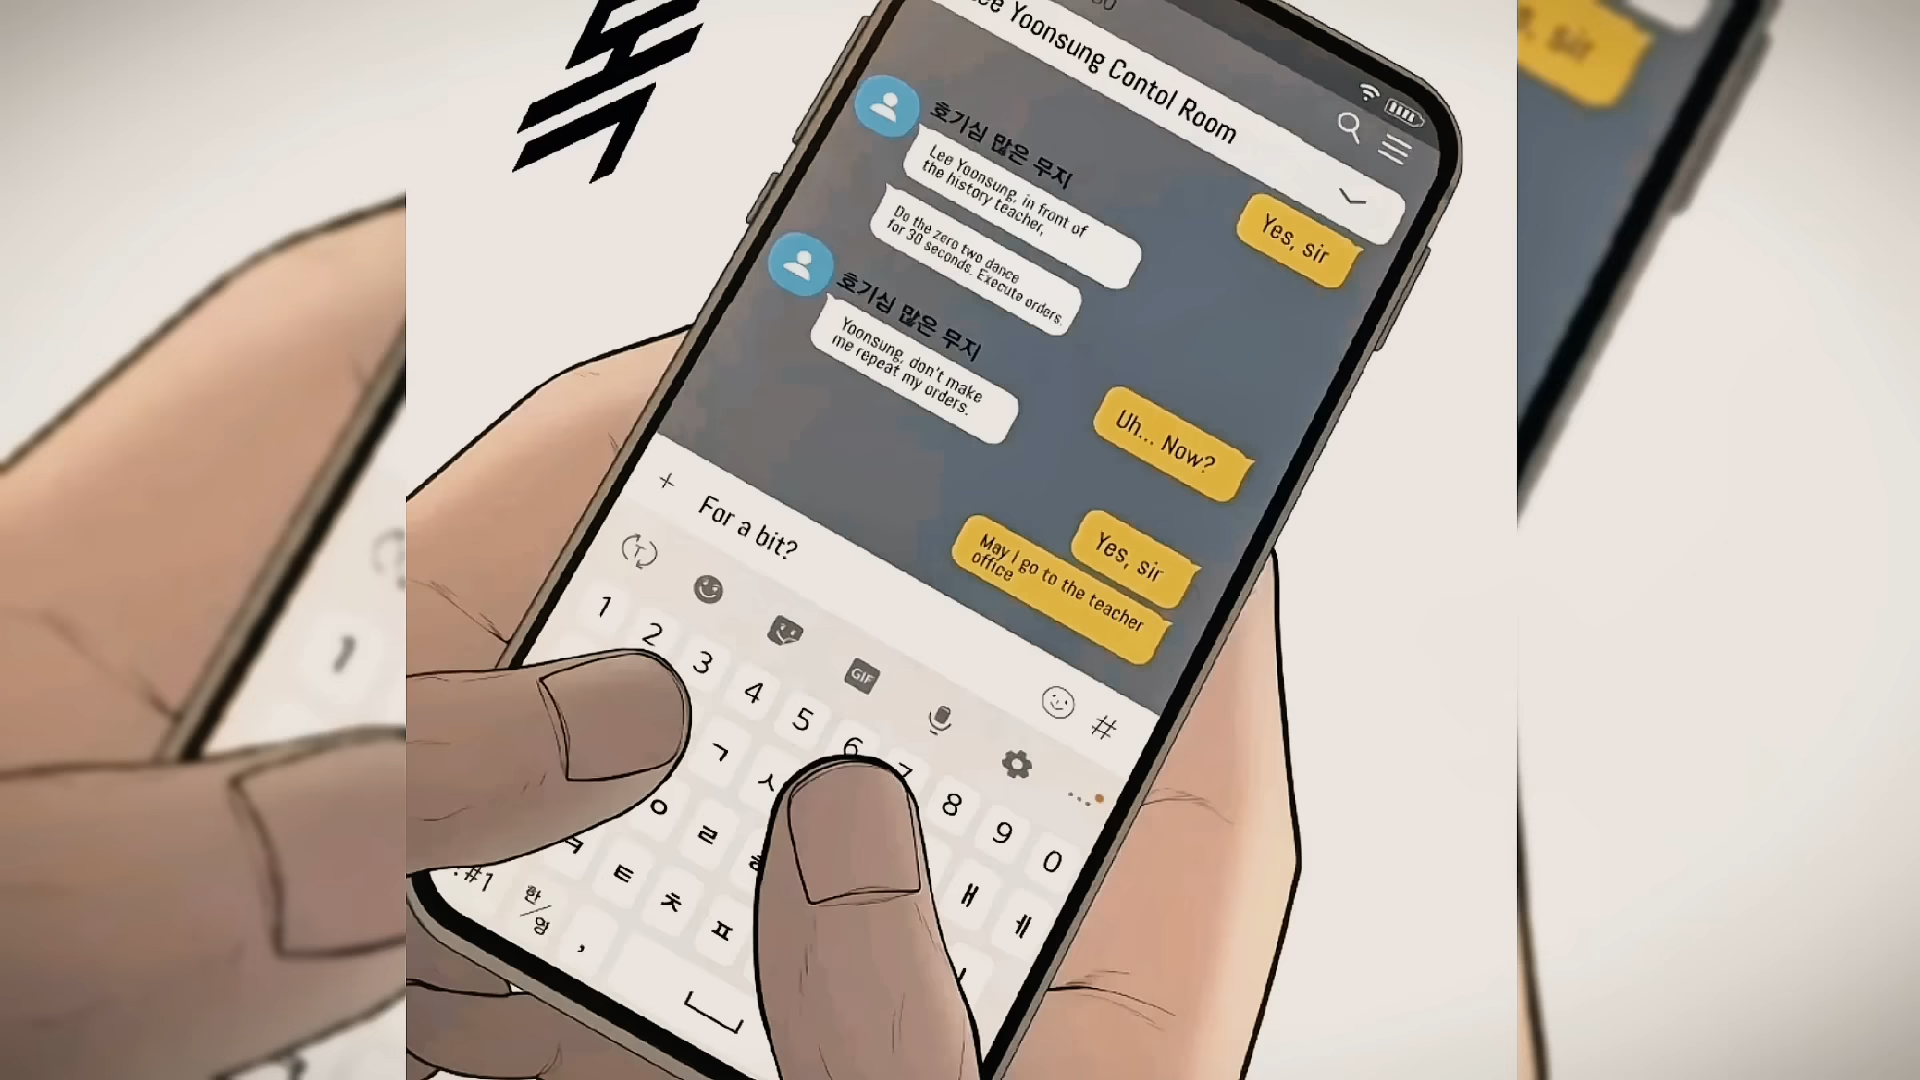 Yoonsung Contol Room
호기심 많은 무지
Lee Yoonsung, in front of
the history teacher,
Yes, sir
Do the zero two dance
for 30 seconds. Execute orders.
호기심 많은 무지
Yoonsung, don't make
me repeat my orders.
Uh... Now?
Yes, sir
May I go to the teacher
office
+ For a bit?
#
GIF
1 2 3 4 5 6 7 8 9 0
ㄱ ㅅ ㅐ ㅔ
ㅇ ㄹ
ㅋ ㅌ ㅊ ㅍ
#1 한/영 ,
sir
1